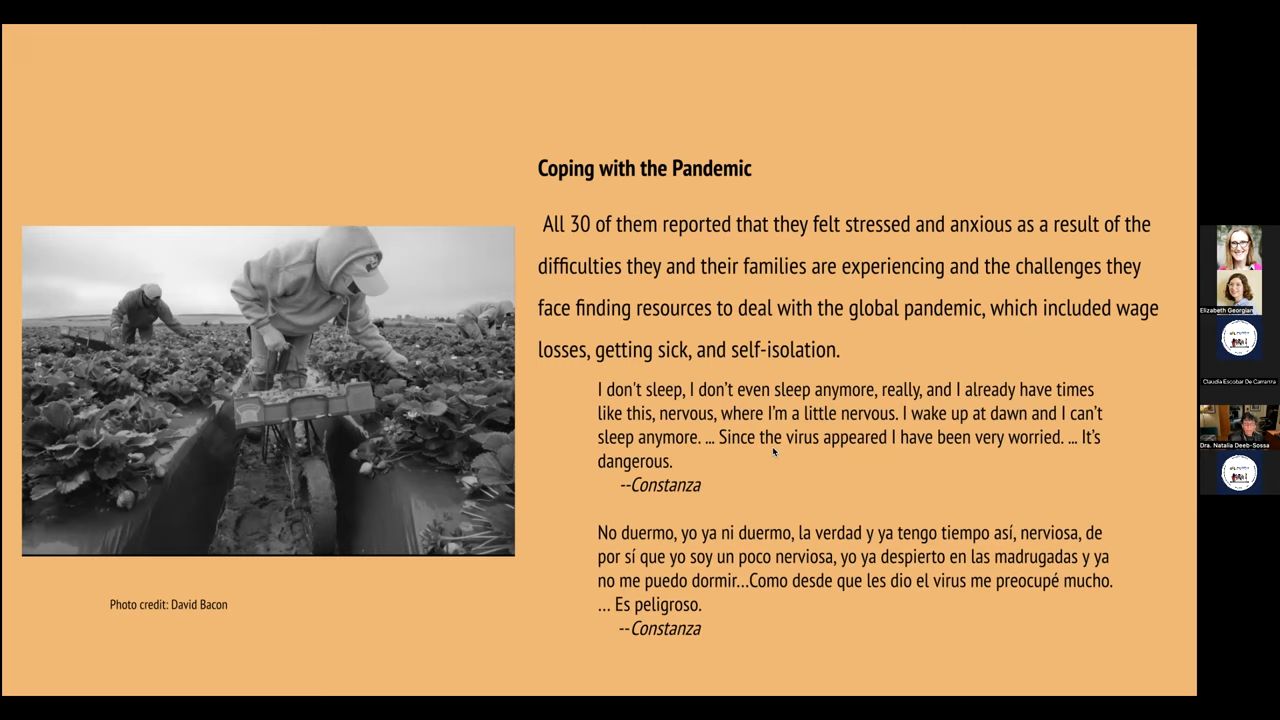 Coping with the Pandemic
All 30 of them reported that they felt stressed and anxious as a result of the
difficulties they and their families are experiencing and the challenges they
face finding resources to deal with the global pandemic, which included wage
losses, getting sick, and self-isolation.
I don't sleep, I don’t even sleep anymore, really, and I already have times
like this, nervous, where I’m a little nervous. I wake up at dawn and I can’t
sleep anymore. ... Since the virus appeared I have been very worried. ... It’s
dangerous.
--Constanza
No duermo, yo ya ni duermo, la verdad y ya tengo tiempo así, nerviosa, de
por sí que yo soy un poco nerviosa, yo ya despierto en las madrugadas y ya
no me puedo dormir...Como desde que les dio el virus me preocupé mucho.
... Es peligroso.
--Constanza
Photo credit: David Bacon
Elizabeth Georgian
Claudia Escobar De Carranza
Dra. Natalia Deeb-Sossa